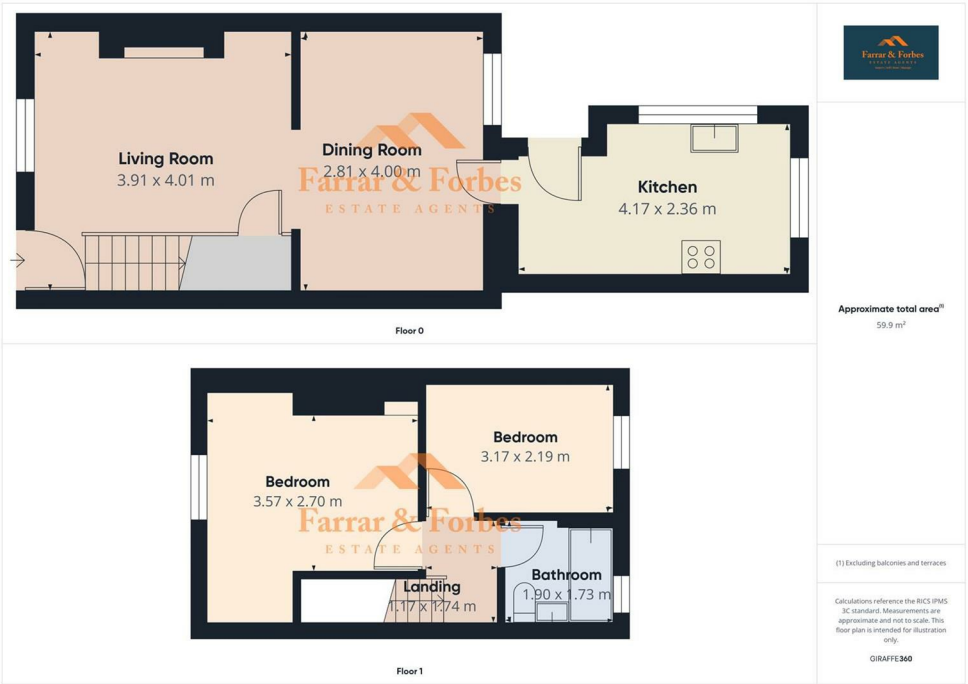 Living Room
3.91 x 4.01 m
Dining Room
2.81 x 4.00 m
Farrar & Forbes
ESTATE AGENTS
Kitchen
4.17 x 2.36 m
Floor 0
Farrar & Forbes
ESTATE AGENTS
Approximate total area(1)
59.9 m²
Bedroom
3.17 x 2.19 m
Bedroom
3.57 x 2.70 m
Farrar & Forbes
ESTATE AGENTS
Landing
1.17 x 1.74 m
Bathroom
1.90 x 1.73 m
Floor 1
(1) Excluding balconies and terraces
Calculations reference the RICS IPMS
3C standard. Measurements are
approximate and not to scale. This
floor plan is intended for illustration
only.
GIRAFFE360